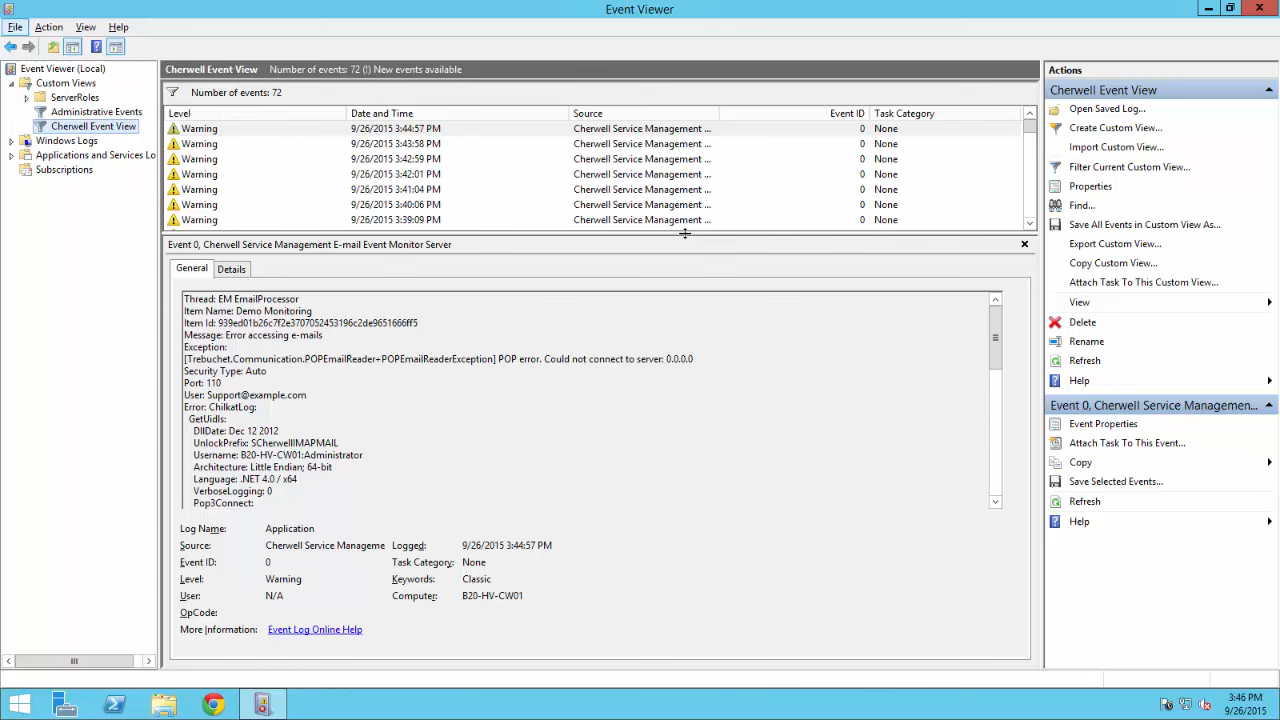 Event Viewer
File Action View Help
Event Viewer (Local)
Custom Views
ServerRoles
Administrative Events
Cherwell Event View
Windows Logs
Applications and Services Lo
Subscriptions
Cherwell Event View Number of events: 72 (!) New events available
Number of events: 72
Level Date and Time Source Event ID Task Category
Warning 9/26/2015 3:44:57 PM Cherwell Service Management ... 0 None
Warning 9/26/2015 3:43:58 PM Cherwell Service Management ... 0 None
Warning 9/26/2015 3:42:59 PM Cherwell Service Management ... 0 None
Warning 9/26/2015 3:42:01 PM Cherwell Service Management ... 0 None
Warning 9/26/2015 3:41:04 PM Cherwell Service Management ... 0 None
Warning 9/26/2015 3:40:06 PM Cherwell Service Management ... 0 None
Warning 9/26/2015 3:39:09 PM Cherwell Service Management ... 0 None
Event 0, Cherwell Service Management E-mail Event Monitor Server
General Details
Thread: EM EmailProcessor
Item Name: Demo Monitoring
Item Id: 939ed01b26c7f2e3707052453196c2de9651666ff5
Message: Error accessing e-mails
Exception:
[Trebuchet.Communication.POPEmailReader+POPEmailReaderException] POP error. Could not connect to server: 0.0.0.0
Security Type: Auto
Port: 110
User: Support@example.com
Error: ChilkatLog:
GetUidls:
DllDate: Dec 12 2012
UnlockPrefix: SCherwellIMAPMAIL
Username: B20-HV-CW01:Administrator
Architecture: Little Endian; 64-bit
Language: .NET 4.0 / x64
VerboseLogging: 0
Pop3Connect:
Log Name: Application
Source: Cherwell Service Manageme Logged: 9/26/2015 3:44:57 PM
Event ID: 0 Task Category: None
Level: Warning Keywords: Classic
User: N/A Computer: B20-HV-CW01
OpCode:
More Information: Event Log Online Help
Actions
Cherwell Event View
Open Saved Log...
Create Custom View...
Import Custom View...
Filter Current Custom View...
Properties
Find...
Save All Events in Custom View As...
Export Custom View...
Copy Custom View...
Attach Task To This Custom View...
View
Delete
Rename
Refresh
Help
Event 0, Cherwell Service Managemen...
Event Properties
Attach Task To This Event...
Copy
Save Selected Events...
Refresh
Help
3:46 PM
9/26/2015